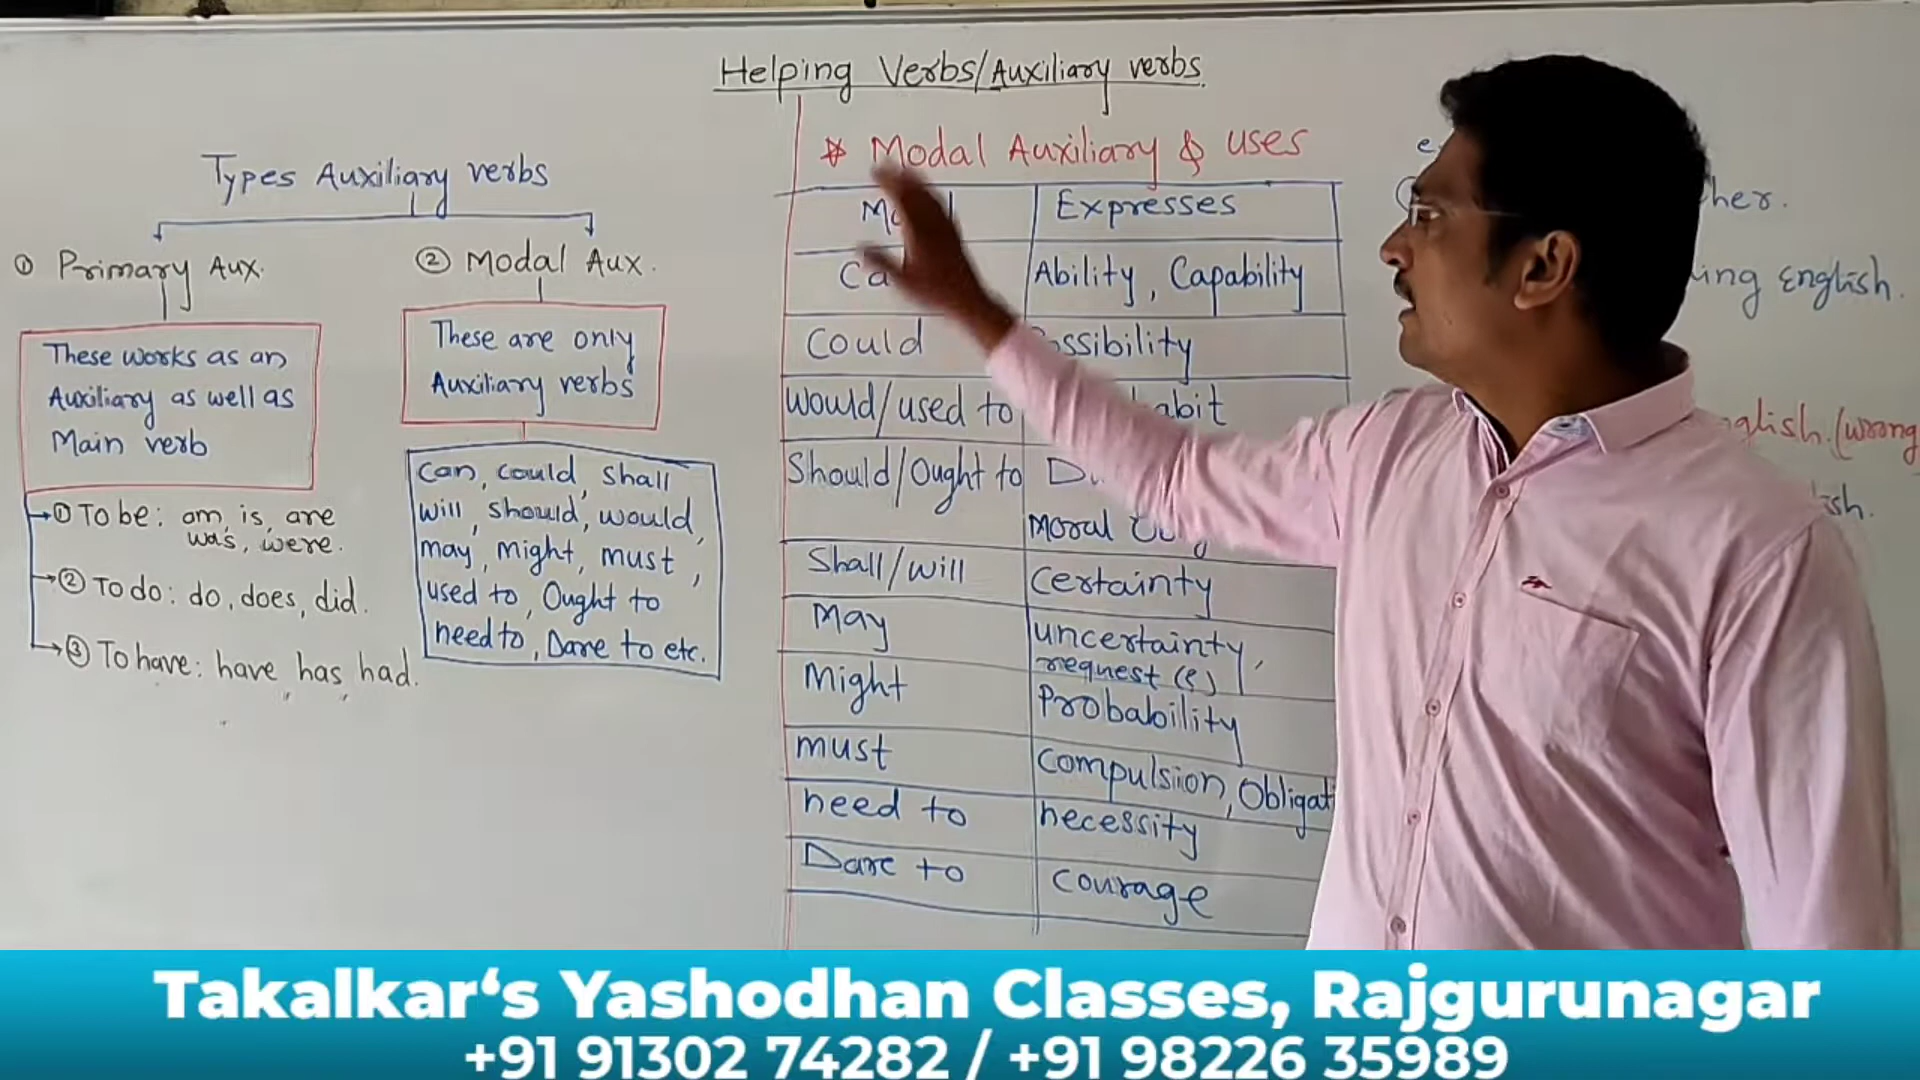 Helping Verbs/Auxiliary verbs.
Types Auxiliary verbs
① Primary Aux.
These works as an
Auxiliary as well as
Main verb
① To be: am, is, are
was, were.
② To do: do, does, did.
③ To have: have, has, had.
② Modal Aux.
These are only
Auxiliary verbs
can, could, shall
will, should, would,
may, might, must,
used to, Ought to
need to, Dare to etc.
* Modal Auxiliary & uses
Expresses
Ability, Capability
Could
would/used to
Should/Ought to
Moral
Shall/will Certainty
May uncertainty,
request (?)
Might Probability
must Compulsion,
need to necessity
Dare to courage
English.
(wrong
Takalkar‘s Yashodhan Classes, Rajgurunagar
+91 91302 74282 / +91 98226 35989